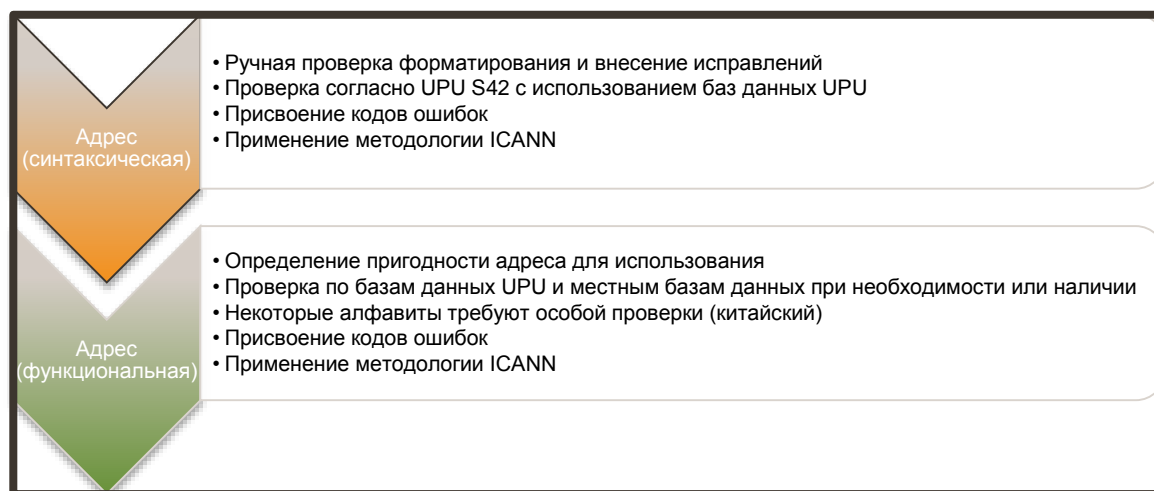 Адрес
(синтаксическая)
• Ручная проверка форматирования и внесение исправлений
• Проверка согласно UPU S42 с использованием баз данных UPU
• Присвоение кодов ошибок
• Применение методологии ICANN
Адрес
(функциональная)
• Определение пригодности адреса для использования
• Проверка по базам данных UPU и местным базам данных при необходимости или наличии
• Некоторые алфавиты требуют особой проверки (китайский)
• Присвоение кодов ошибок
• Применение методологии ICANN